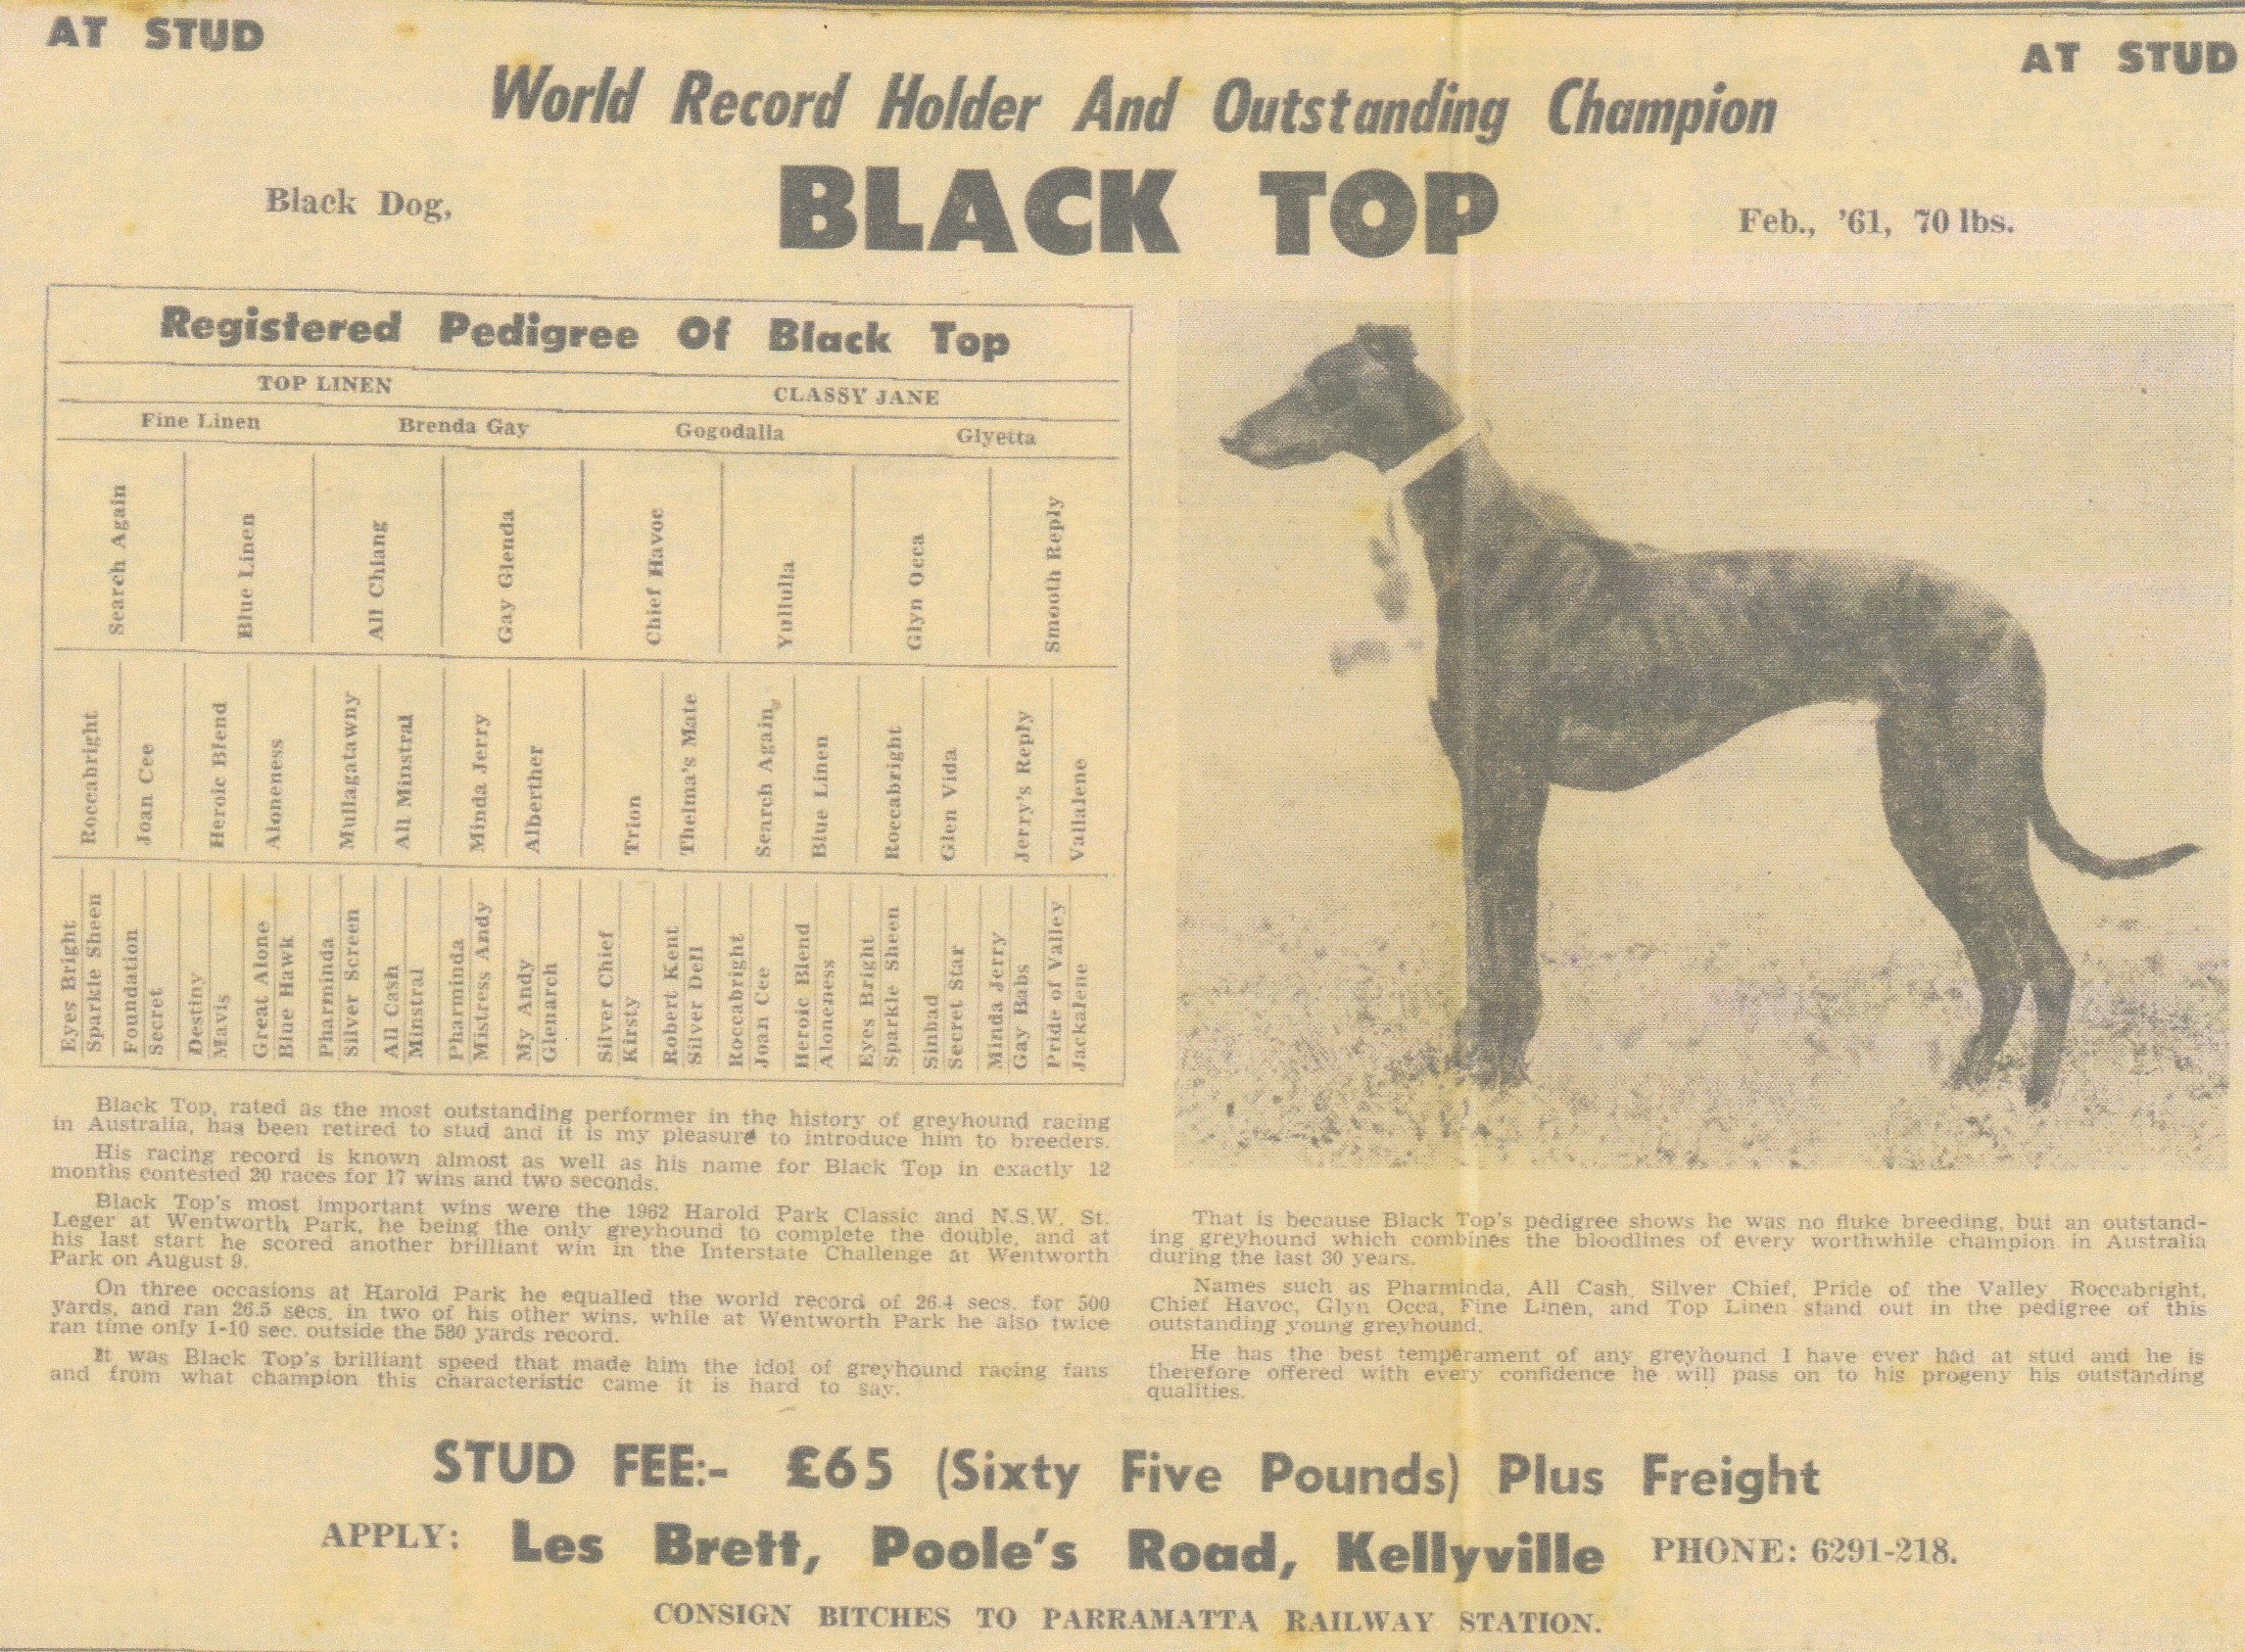 AT STUD
AT STUD
World Record Holder And Outstanding Champion
Black Dog,
BLACK TOP
Feb., '61, 70 lbs.
Registered Pedigree Of Black Top
TOP LINEN
CLASSY JANE
Fine Linen
Brenda Gay
Gogodalla
Glyetta
Search Again
Blue Linen
All Chiang
Gay Glenda
Chief Havoc
Yullulla
Glyn Occa
Smooth Reply
Roccabright
Joan Cee
Heroic Blend
Aloneness
Mullagatawny
All Minstral
Minda Jerry
Alberther
Trion
Thelma's Mate
Search Again
Blue Linen
Roccabright
Glen Vida
Jerry's Reply
Vallalene
Eyes Bright
Sparkle Sheen
Foundation
Secret
Destiny
Mavis
Great Alone
Blue Hawk
Pharminda
Silver Screen
All Cash
Minstral
Pharminda
Mistress Andy
My Andy
Glenarch
Silver Chief
Kirsty
Robert Kent
Silver Dell
Roccabright
Joan Cee
Heroic Blend
Aloneness
Eyes Bright
Sparkle Sheen
Sinbad
Secret Star
Minda Jerry
Gay Babs
Pride of Valley
Jackalene
Black Top, rated as the most outstanding performer in the history of greyhound racing
in Australia, has been retired to stud and it is my pleasure to introduce him to breeders.
His racing record is known almost as well as his name for Black Top in exactly 12
months contested 20 races for 17 wins and two seconds.
Black Top's most important wins were the 1962 Harold Park Classic and N.S.W. St.
Leger at Wentworth Park, he being the only greyhound to complete the double, and at
his last start he scored another brilliant win in the Interstate Challenge at Wentworth
Park on August 9.
On three occasions at Harold Park he equalled the world record of 26.4 secs. for 500
yards, and ran 26.5 secs. in two of his other wins, while at Wentworth Park he also twice
ran time only 1-10 sec. outside the 580 yards record.
It was Black Top's brilliant speed that made him the idol of greyhound racing fans
and from what champion this characteristic came it is hard to say.
That is because Black Top's pedigree shows he was no fluke breeding, but an outstand-
ing greyhound which combines the bloodlines of every worthwhile champion in Australia
during the last 30 years.
Names such as Pharminda, All Cash, Silver Chief, Pride of the Valley Roccabright,
Chief Havoc, Glyn Occa, Fine Linen, and Top Linen stand out in the pedigree of this
outstanding young greyhound.
He has the best temperament of any greyhound I have ever had at stud and he is
therefore offered with every confidence he will pass on to his progeny his outstanding
qualities.
STUD FEE:- £65 (Sixty Five Pounds) Plus Freight
APPLY: Les Brett, Poole's Road, Kellyville PHONE: 6291-218.
CONSIGN BITCHES TO PARRAMATTA RAILWAY STATION.